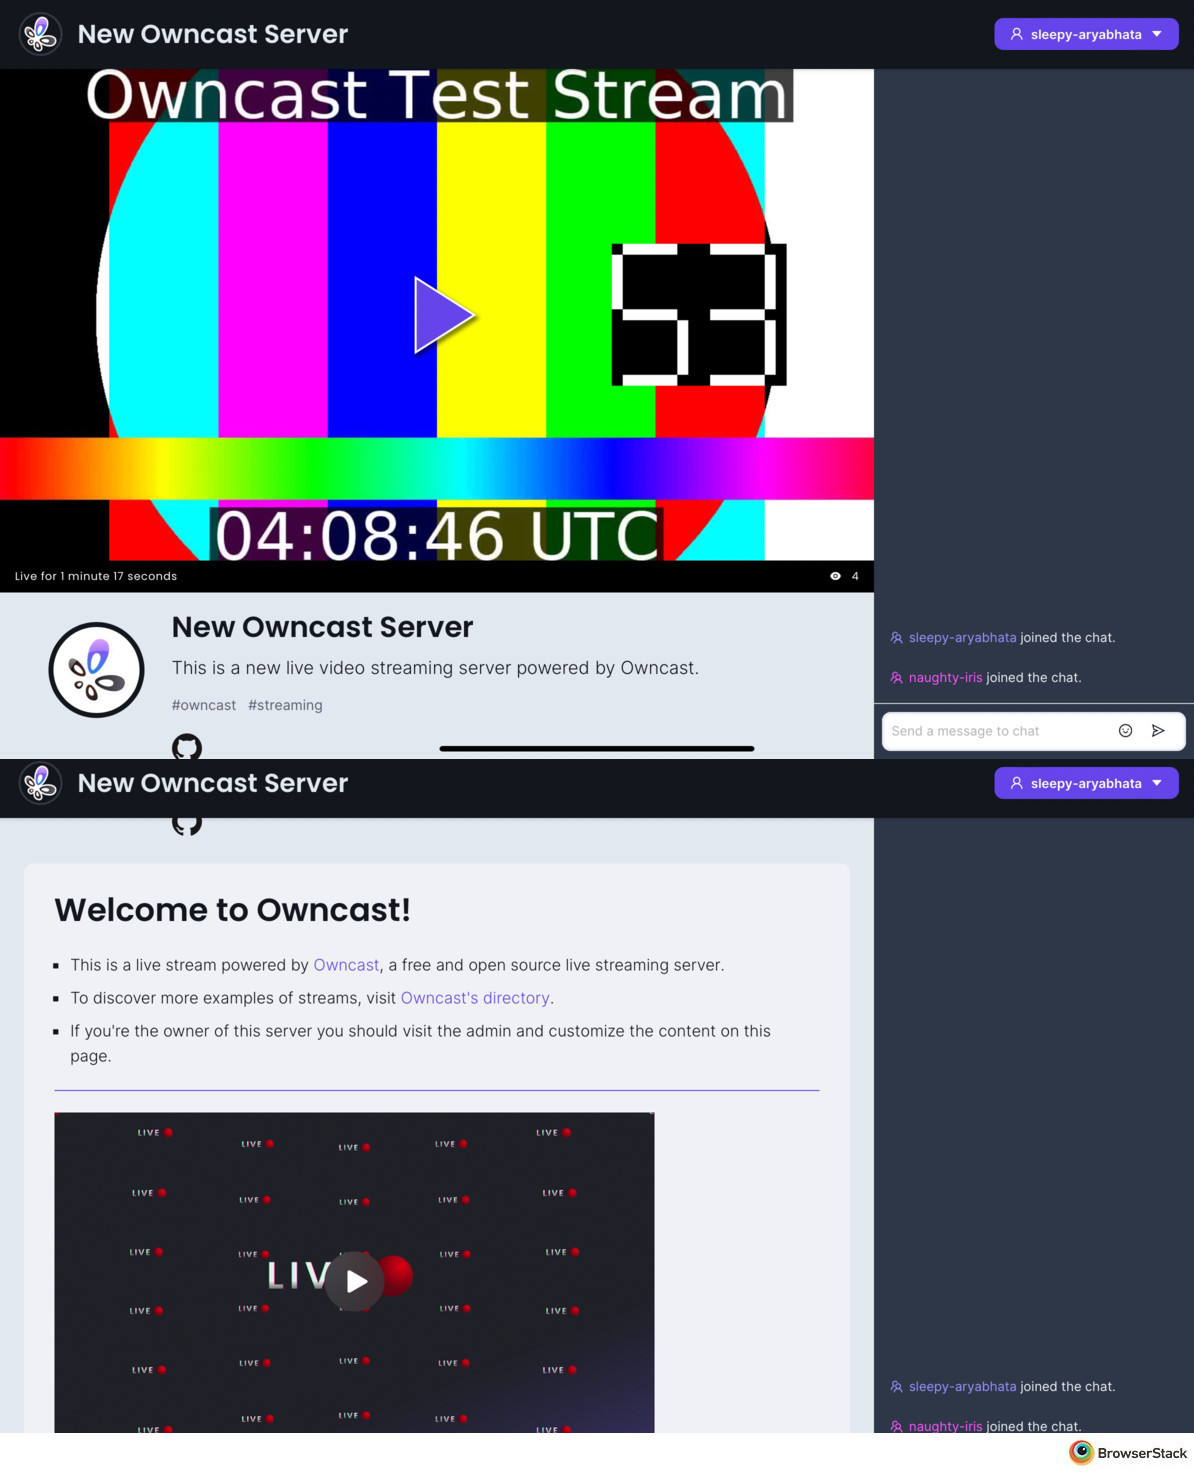 New Owncast Server
sleepy-aryabhata
Owncast Test Stream
53
04:08:46 UTC
Live for 1 minute 17 seconds
4
New Owncast Server
This is a new live video streaming server powered by Owncast.
#owncast #streaming
sleepy-aryabhata joined the chat.
naughty-iris joined the chat.
Send a message to chat
New Owncast Server
sleepy-aryabhata
Welcome to Owncast!
This is a live stream powered by Owncast, a free and open source live streaming server.
To discover more examples of streams, visit Owncast's directory.
If you're the owner of this server you should visit the admin and customize the content on this
page.
LIVE LIVE LIVE LIVE LIVE
LIVE LIVE LIVE LIVE LIVE
LIVE LIVE LIVE LIVE
LIV
LIVE LIVE LIVE LIVE
LIVE LIVE LIVE LIVE LIVE
LIVE LIVE LIVE LIVE LIVE
sleepy-aryabhata joined the chat.
naughty-iris joined the chat.
BrowserStack